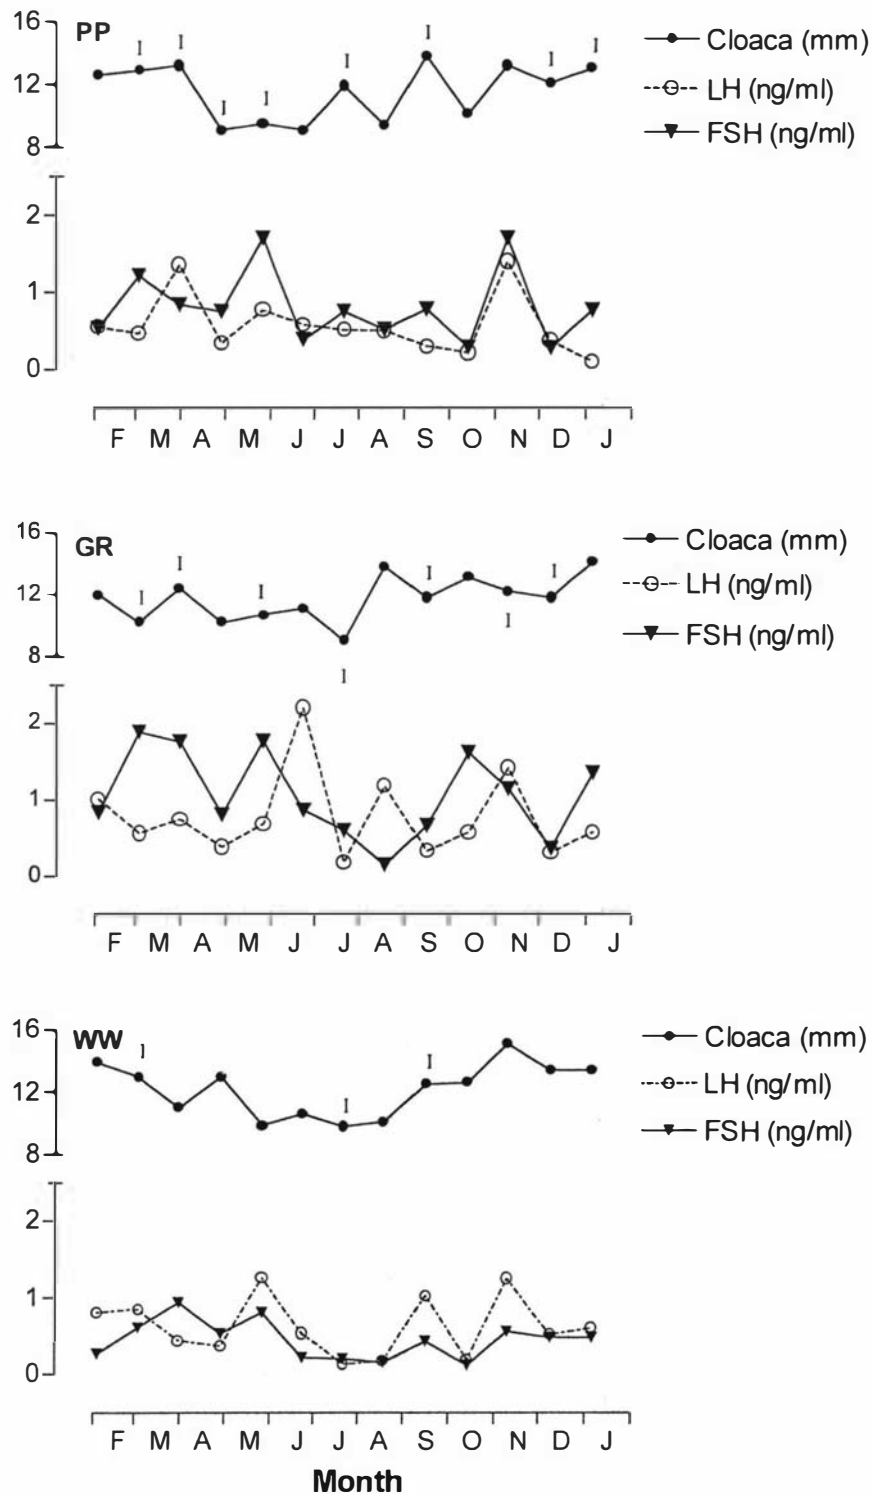 16
PP
Cloaca (mm)
12
LH (ng/ml)
FSH (ng/ml)
8
2
1
0
F M A M J J A S O N D J
16
GR
Cloaca (mm)
12
LH (ng/ml)
FSH (ng/ml)
8
2
1
0
F M A M J J A S O N D J
16
WW
Cloaca (mm)
12
LH (ng/ml)
FSH (ng/ml)
8
2
1
0
F M A M J J A S O N D J
Month